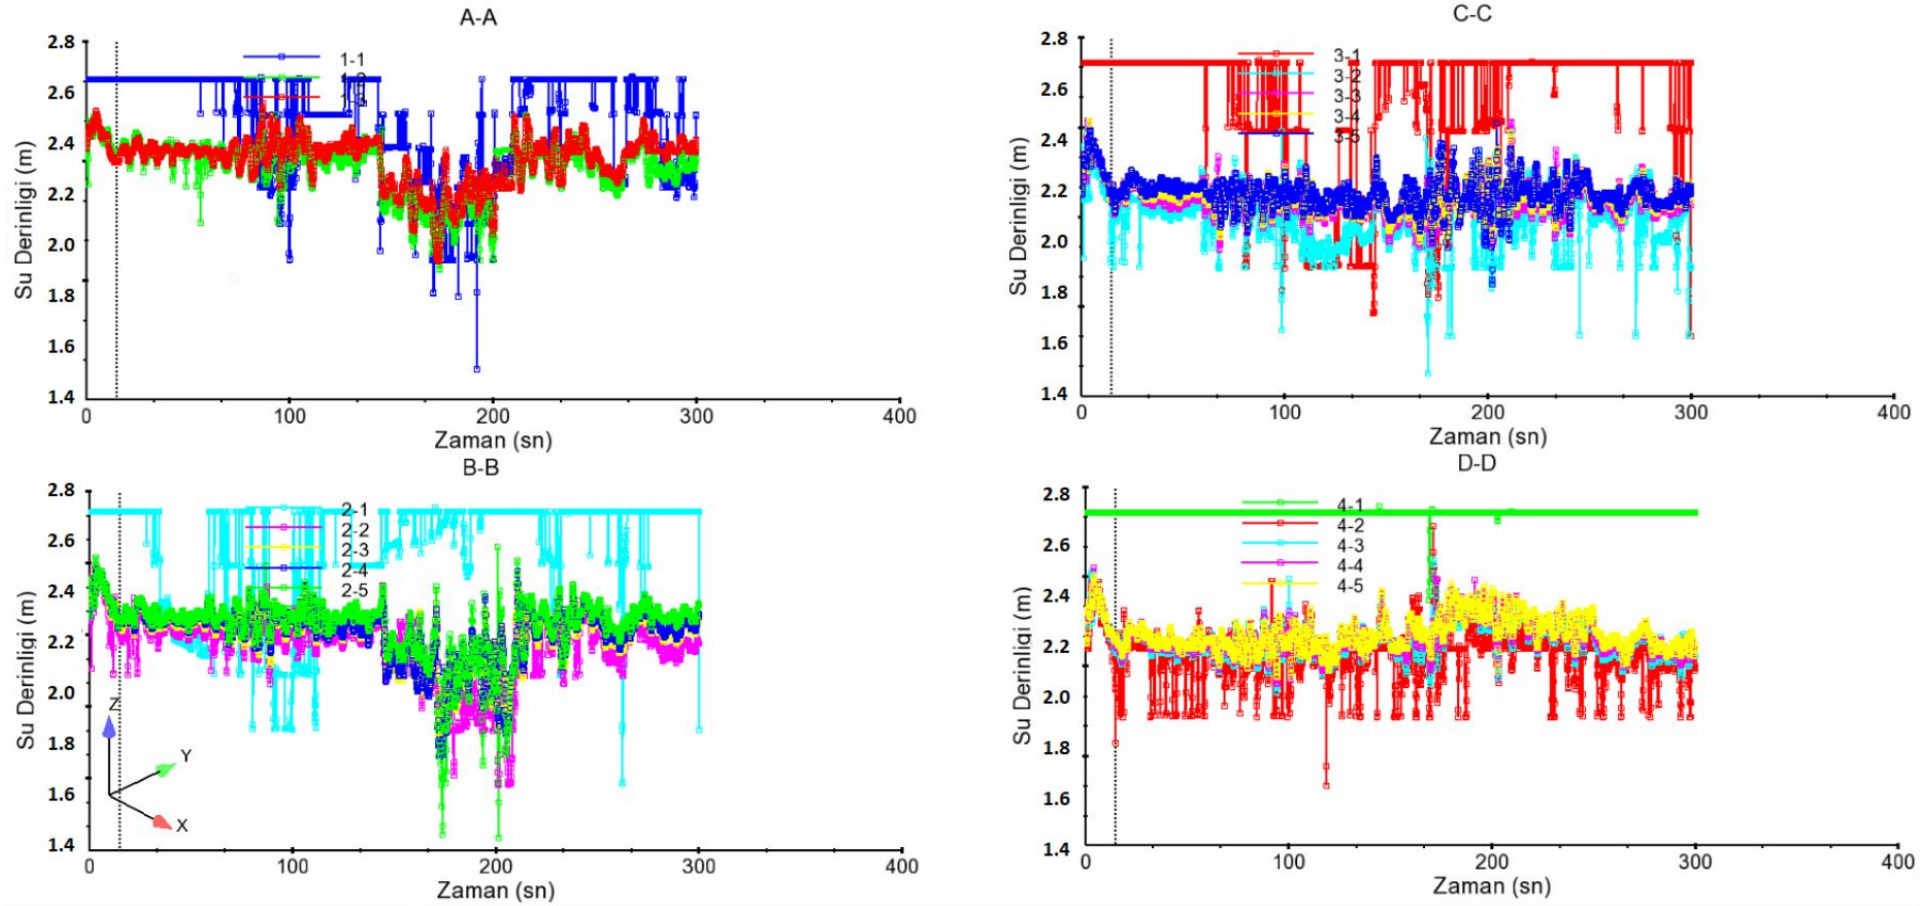 A-A
2.8
2.6
2.4
2.2
2.0
1.8
1.6
1.4
Su Derinligi (m)
1-1
0 100 200 300 400
Zaman (sn)
C-C
2.8
2.6
2.4
2.2
2.0
1.8
1.6
1.4
Su Derinligi (m)
3-1
3-2
3-3
3-4
3-5
0 100 200 300 400
Zaman (sn)
B-B
2.8
2.6
2.4
2.2
2.0
1.8
1.6
1.4
Su Derinligi (m)
2-1
2-2
2-3
2-4
2-5
Z
Y
X
0 100 200 300 400
Zaman (sn)
D-D
2.8
2.6
2.4
2.2
2.0
1.8
1.6
1.4
Su Derinligi (m)
4-1
4-2
4-3
4-4
4-5
0 100 200 300 400
Zaman (sn)